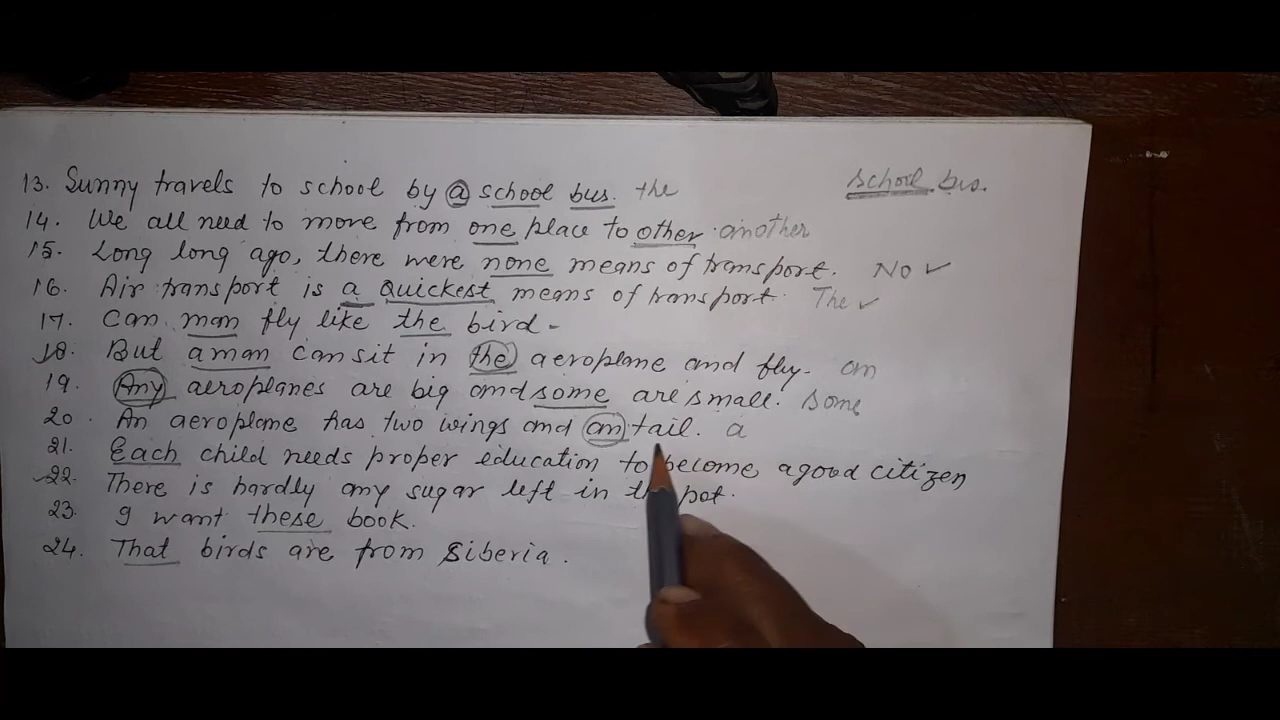 13. Sunny travels to school by a school bus. the school bus.
14. We all need to move from one place to other. another
15. Long long ago, there were none means of transport. No ✓
16. Air transport is a quickest means of transport. The ✓
17. Can man fly like the bird.
18. But a man can sit in the aeroplane and fly. an
19. Any aeroplanes are big and some are small. Some
20. An aeroplane has two wings and an tail. a
21. Each child needs proper education to become a good citizen
22. There is hardly any sugar left in pot.
23. I want these book.
24. That birds are from Siberia.